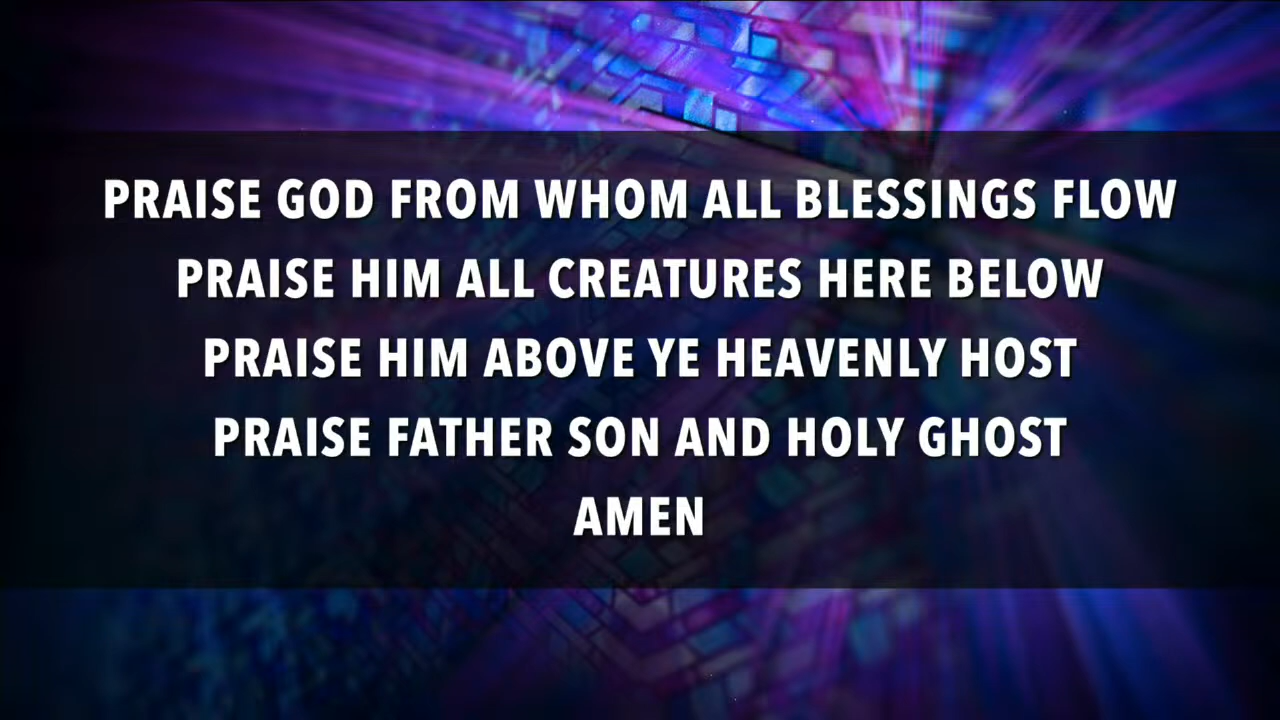 PRAISE GOD FROM WHOM ALL BLESSINGS FLOW
PRAISE HIM ALL CREATURES HERE BELOW
PRAISE HIM ABOVE YE HEAVENLY HOST
PRAISE FATHER SON AND HOLY GHOST
AMEN